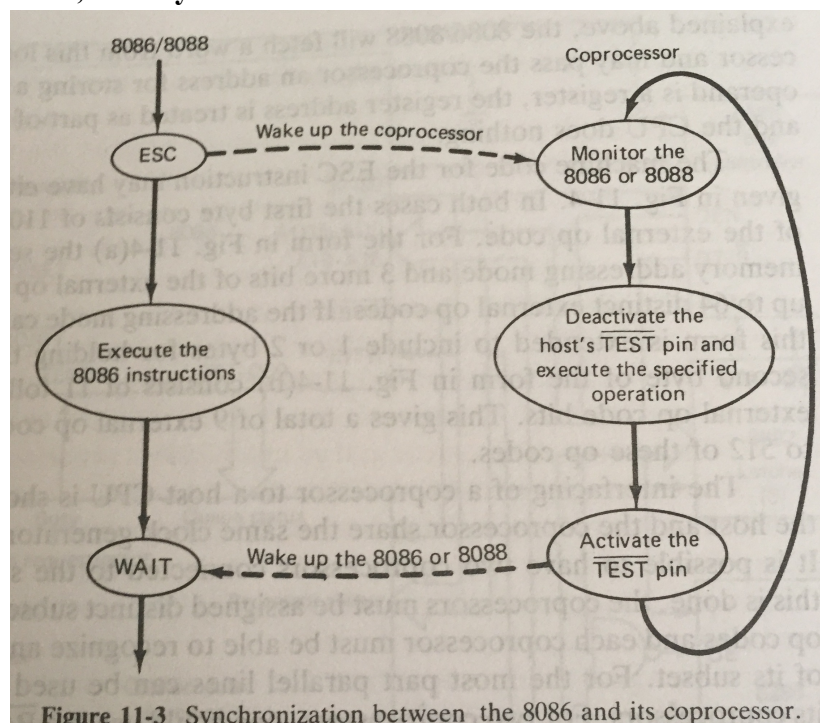 8086/8088
Coprocessor
ESC
Wake up the coprocessor
Monitor the
8086 or 8088
Execute the
8086 instructions
Deactivate the
host's TEST pin and
execute the specified
operation
WAIT
Wake up the 8086 or 8088
Activate the
TEST pin
Figure 11-3 Synchronization between the 8086 and its coprocessor.